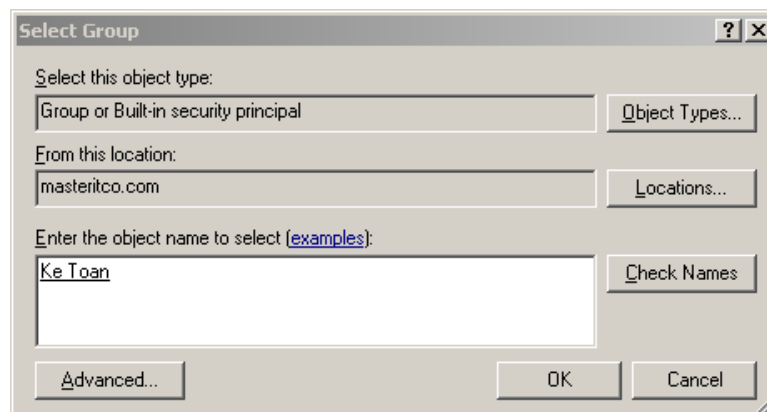 Select Group
Select this object type:
Group or Built-in security principal
Object Types...
From this location:
masteritco.com
Locations...
Enter the object name to select (examples):
Ke Toan
Check Names
Advanced...
OK
Cancel